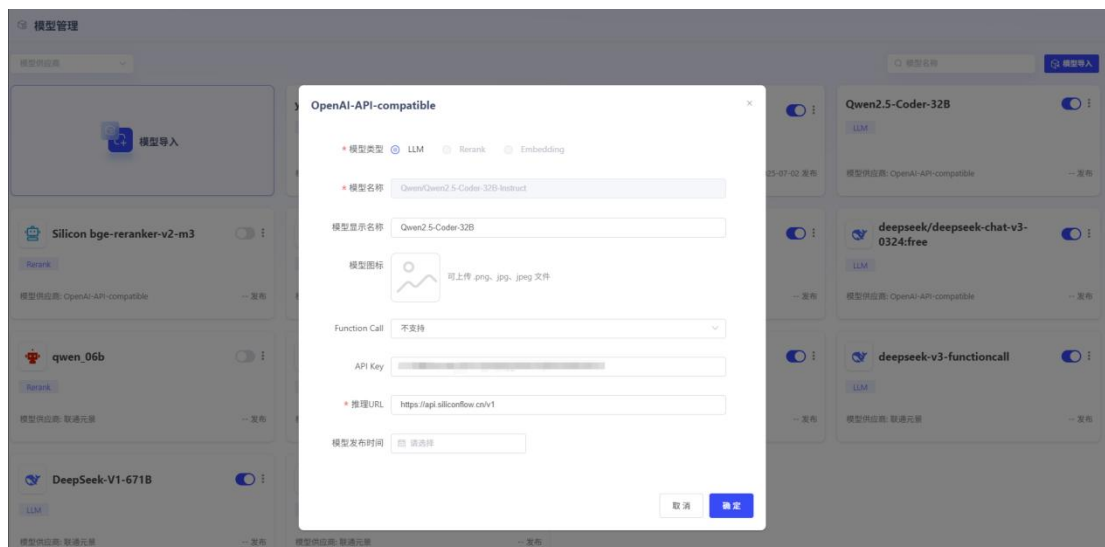 模型管理
模型供应商
模型名称
模型导入
模型导入
OpenAI-API-compatible
* 模型类型 LLM Rerank Embedding
* 模型名称 Qwen/Qwen2.5-Coder-32B-Instruct
模型显示名称 Qwen2.5-Coder-32B
模型图标 可上传 .png、.jpg、.jpeg 文件
Function Call 不支持
API Key
* 推理URL https://api.siliconflow.cn/v1
模型发布时间 请选择
取消 确定
Qwen2.5-Coder-32B
LLM
模型供应商: OpenAI-API-compatible -- 发布
Silicon bge-reranker-v2-m3
Rerank
模型供应商: OpenAI-API-compatible -- 发布
-- 发布
deepseek/deepseek-chat-v3-
0324:free
LLM
模型供应商: OpenAI-API-compatible -- 发布
qwen_06b
Rerank
模型供应商: 联通元景 -- 发布
-- 发布
deepseek-v3-functioncall
LLM
模型供应商: 联通元景 -- 发布
DeepSeek-V1-671B
LLM
模型供应商: 联通元景 -- 发布
模型供应商: 联通元景 -- 发布